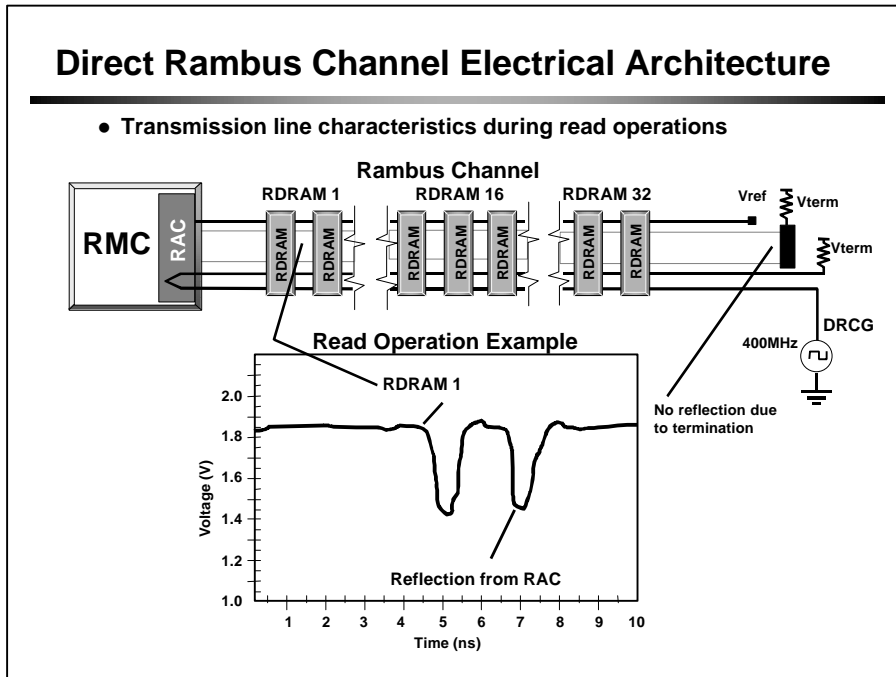 Direct Rambus Channel Electrical Architecture
● Transmission line characteristics during read operations
Rambus Channel
RDRAM 1 RDRAM 16 RDRAM 32
Vref
Vterm
RMC
RAC
RDRAM RDRAM RDRAM RDRAM RDRAM RDRAM RDRAM
Vterm
DRCG
400MHz
Read Operation Example
RDRAM 1
No reflection due
to termination
Voltage (V)
2.0
1.8
1.6
1.4
1.2
1.0
Reflection from RAC
1 2 3 4 5 6 7 8 9 10
Time (ns)